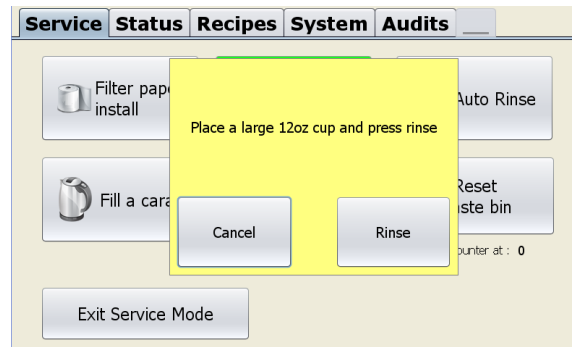 Service Status Recipes System Audits
Filter pap
install
Auto Rinse
Place a large 12oz cup and press rinse
Fill a cara
Reset
ste bin
Cancel
Rinse
ounter at : 0
Exit Service Mode